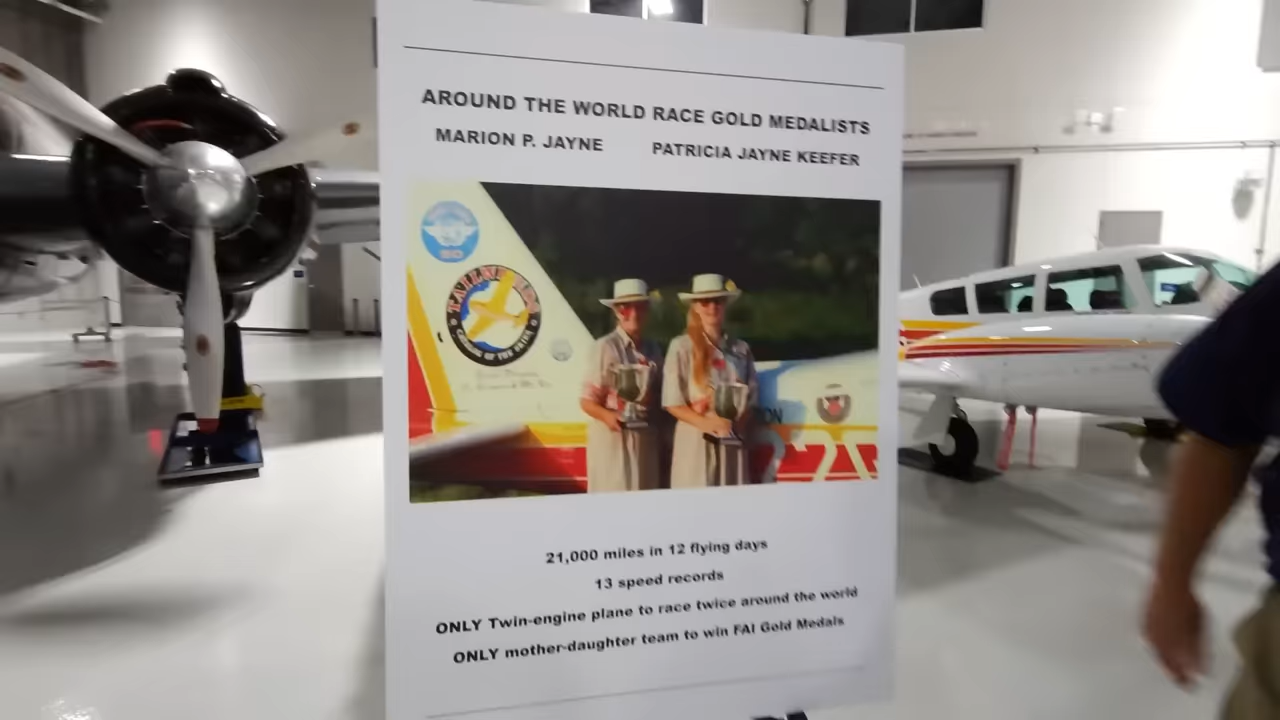 AROUND THE WORLD RACE GOLD MEDALISTS
MARION P. JAYNE PATRICIA JAYNE KEEFER
21,000 miles in 12 flying days
13 speed records
ONLY Twin-engine plane to race twice around the world
ONLY mother-daughter team to win FAI Gold Medals